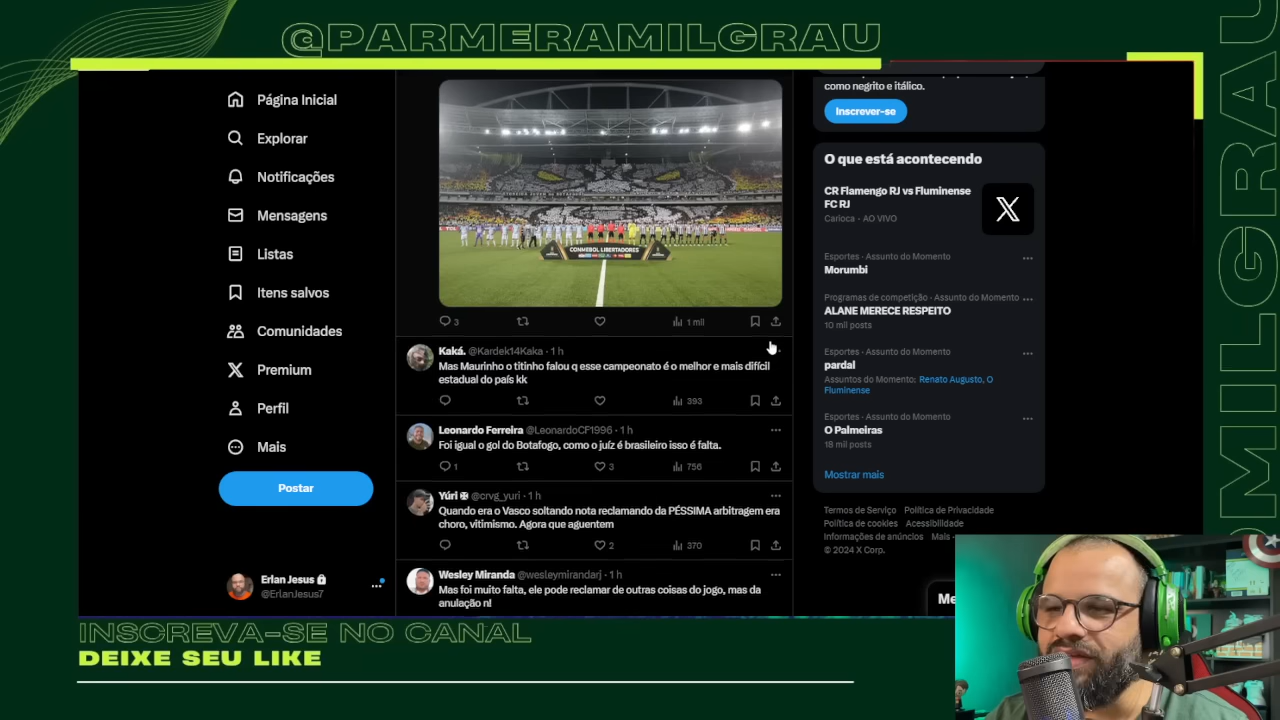 @PARMERAMILGRAU
Página Inicial
Explorar
Notificações
Mensagens
Listas
Itens salvos
Comunidades
Premium
Perfil
Mais
Postar
Erlan Jesus
@ErlanJesus7
CONMEBOL LIBERTADORES
3
1 mil
Kaká. @Kardek14Kaka · 1 h
Mas Maurinho o titinho falou q esse campeonato é o melhor e mais difícil
estadual do país kk
393
Leonardo Ferreira @LeonardoCF1996 · 1 h
Foi igual o gol do Botafogo, como o juíz é brasileiro isso é falta.
1
3
756
Yúri ✠ @crvg_yuri · 1 h
Quando era o Vasco soltando nota reclamando da PÉSSIMA arbitragem era
choro, vitimismo. Agora que aguentem
2
370
Wesley Miranda @wesleymirandarj · 1 h
Mas foi muito falta, ele pode reclamar de outras coisas do jogo, mas da
anulação n!
como negrito e itálico.
Inscrever-se
O que está acontecendo
CR Flamengo RJ vs Fluminense
FC RJ
Carioca · AO VIVO
Esportes · Assunto do Momento
Morumbi
Programas de competição · Assunto do Momento
ALANE MERECE RESPEITO
10 mil posts
Esportes · Assunto do Momento
pardal
Assuntos do Momento: Renato Augusto, O
Fluminense
Esportes · Assunto do Momento
O Palmeiras
18 mil posts
Mostrar mais
Termos de Serviço Política de Privacidade
Política de cookies Acessibilidade
Informações de anúncios Mais
© 2024 X Corp.
Me
INSCREVA-SE NO CANAL
DEIXE SEU LIKE
MILGRAU